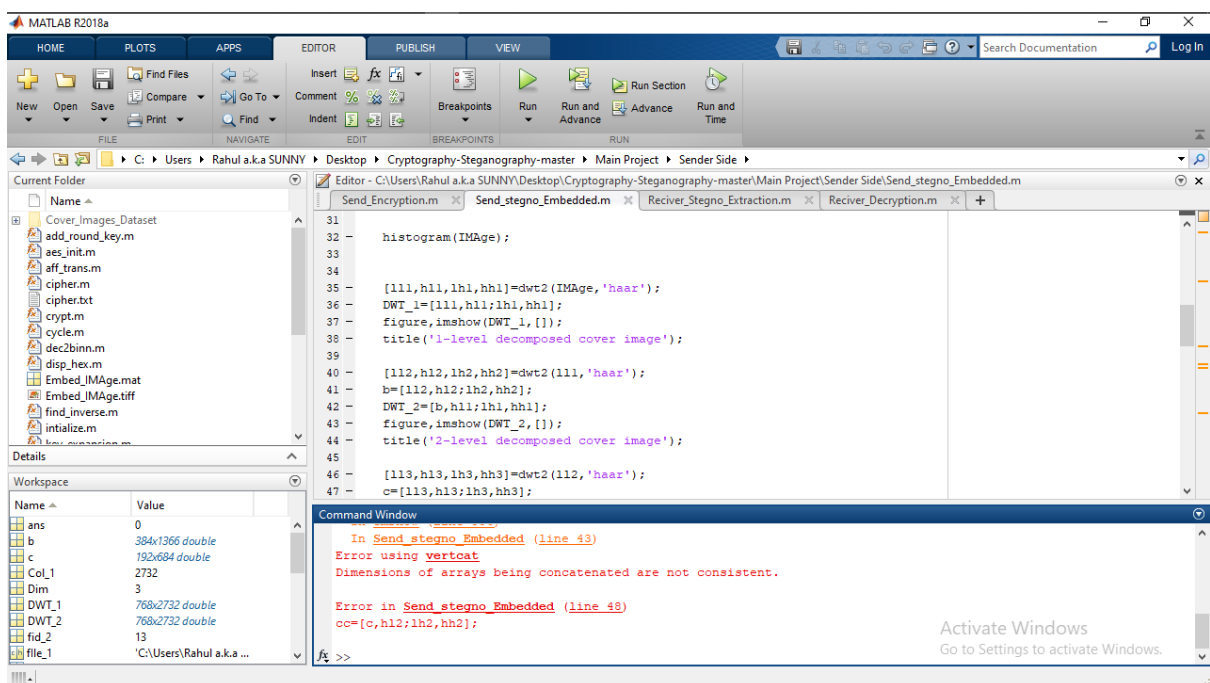 MATLAB R2018a
HOME PLOTS APPS EDITOR PUBLISH VIEW Search Documentation Log In
New Open Save Find Files Compare Print Go To Find Insert fx Comment Indent Breakpoints Run Run and Advance Run Section Advance Run and Time
FILE NAVIGATE EDIT BREAKPOINTS RUN
C: Users Rahul a.k.a SUNNY Desktop Cryptography-Steganography-master Main Project Sender Side
Current Folder
Name
Cover_Images_Dataset
add_round_key.m
aes_init.m
aff_trans.m
cipher.m
cipher.txt
crypt.m
cycle.m
dec2binn.m
disp_hex.m
Embed_IMAge.mat
Embed_IMAge.tiff
find_inverse.m
intialize.m
key_expansion.m
Details
Workspace
Name Value
ans 0
b 384x1366 double
c 192x684 double
Col_1 2732
Dim 3
DWT_1 768x2732 double
DWT_2 768x2732 double
fid_2 13
file_1 'C:\Users\Rahul a.k.a ...
Editor - C:\Users\Rahul a.k.a SUNNY\Desktop\Cryptography-Steganography-master\Main Project\Sender Side\Send_stegno_Embedded.m
Send_Encryption.m Send_stegno_Embedded.m Reciver_Stegno_Extraction.m Reciver_Decryption.m +
31
32 – histogram(IMAge);
33
34
35 – [ll1,hl1,lh1,hh1]=dwt2(IMAge,'haar');
36 – DWT_1=[ll1,hl1;lh1,hh1];
37 – figure,imshow(DWT_1,[]);
38 – title('1-level decomposed cover image');
39
40 – [ll2,hl2,lh2,hh2]=dwt2(ll1,'haar');
41 – b=[ll2,hl2;lh2,hh2];
42 – DWT_2=[b,hl1;lh1,hh1];
43 – figure,imshow(DWT_2,[]);
44 – title('2-level decomposed cover image');
45
46 – [ll3,hl3,lh3,hh3]=dwt2(ll2,'haar');
47 – c=[ll3,hl3;lh3,hh3];
Command Window
In Send_stegno_Embedded (line 43)
Error using vertcat
Dimensions of arrays being concatenated are not consistent.
Error in Send_stegno_Embedded (line 48)
cc=[c,hl2;lh2,hh2];
fx >>
Activate Windows
Go to Settings to activate Windows.